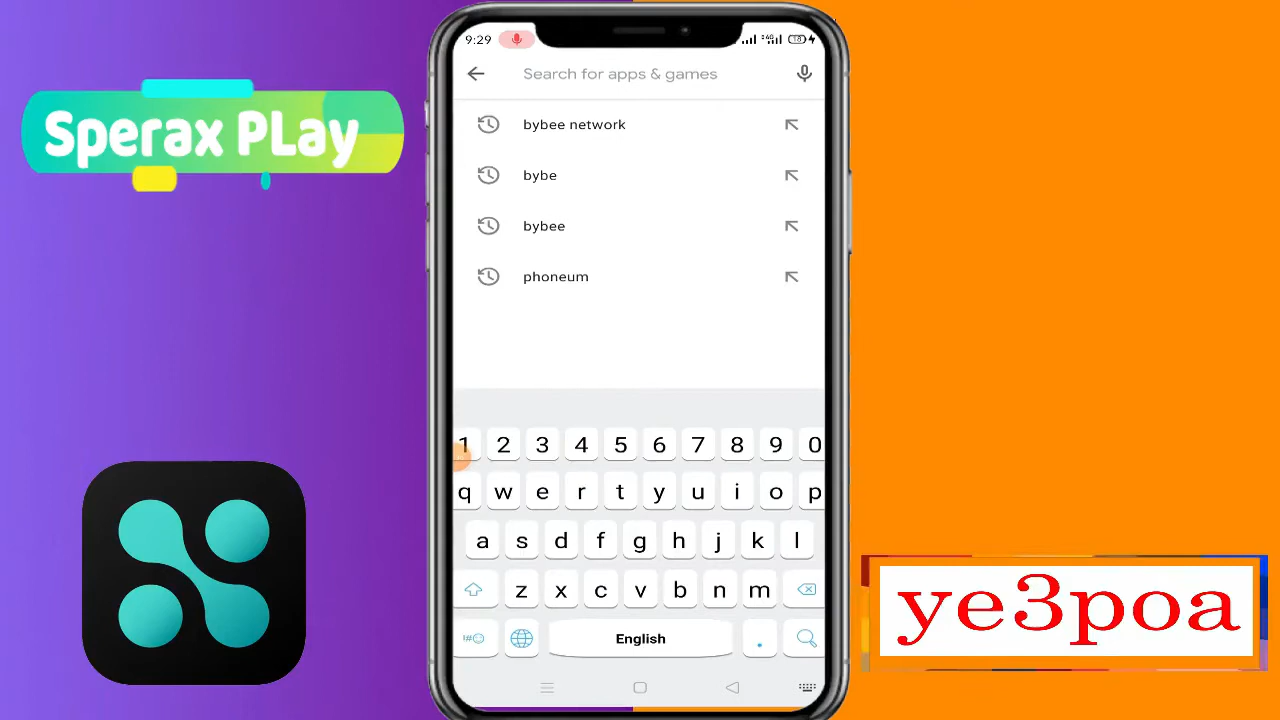 Sperax PLay
9:29
Search for apps & games
bybee network
bybe
bybee
phoneum
1 2 3 4 5 6 7 8 9 0
q w e r t y u i o p
a s d f g h j k l
z x c v b n m
!#☺ English .
ye3poa